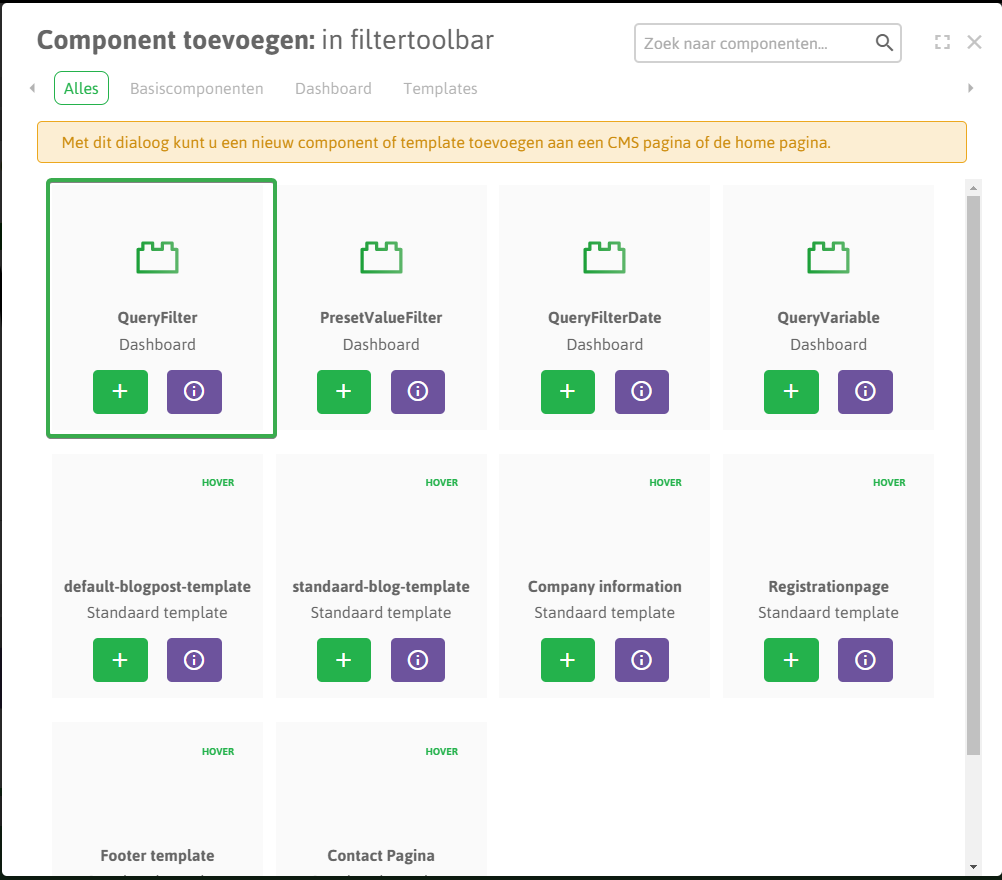 Component toevoegen: in filtertoolbar
Zoek naar componenten...
Alles Basiscomponenten Dashboard Templates
Met dit dialoog kunt u een nieuw component of template toevoegen aan een CMS pagina of de home pagina.
QueryFilter PresetValueFilter QueryFilterDate QueryVariable
Dashboard Dashboard Dashboard Dashboard
HOVER HOVER HOVER HOVER
default-blogpost-template standaard-blog-template Company information Registrationpage
Standaard template Standaard template Standaard template Standaard template
HOVER HOVER
Footer template Contact Pagina